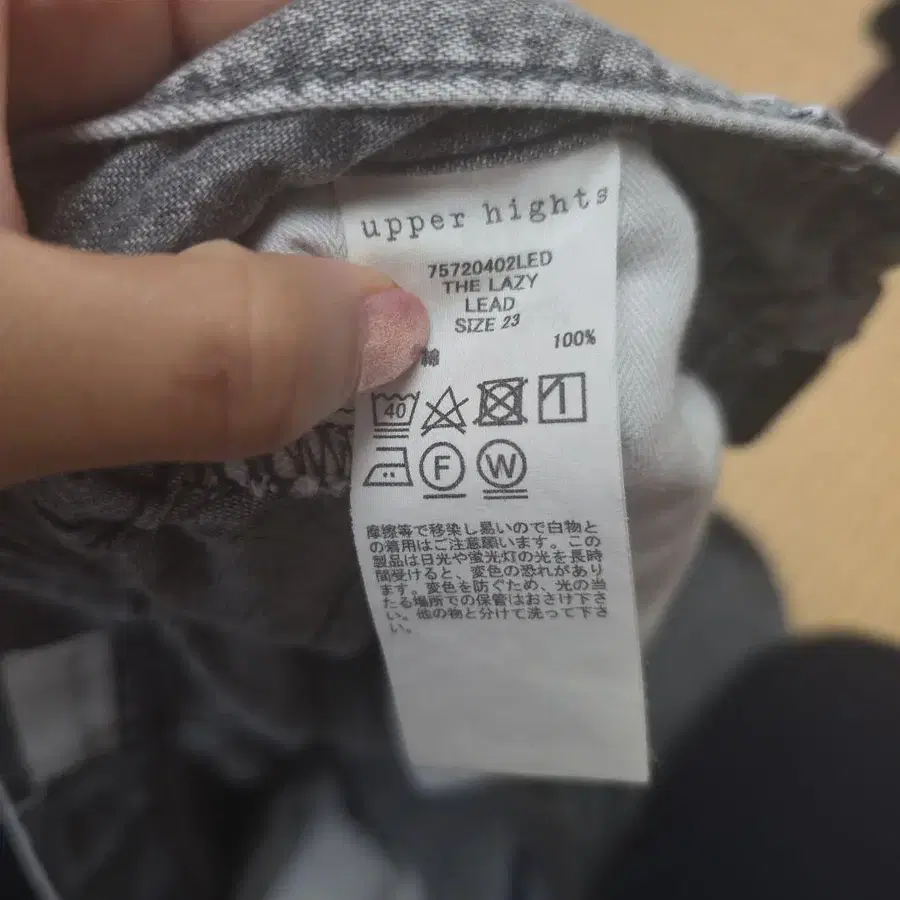 upper hights
75720402LED
THE LAZY
LEAD
SIZE 23
綿 100%
40
F W
摩擦等で移染し易いので白物と
の着用はご注意願います。この
製品は日光や蛍光灯の光を長時
間受けると、変色の恐れがあり
ます。変色を防ぐため、光の当
たる場所での保管はおさけ下さ
い。他の物と分けて洗って下さ
い。